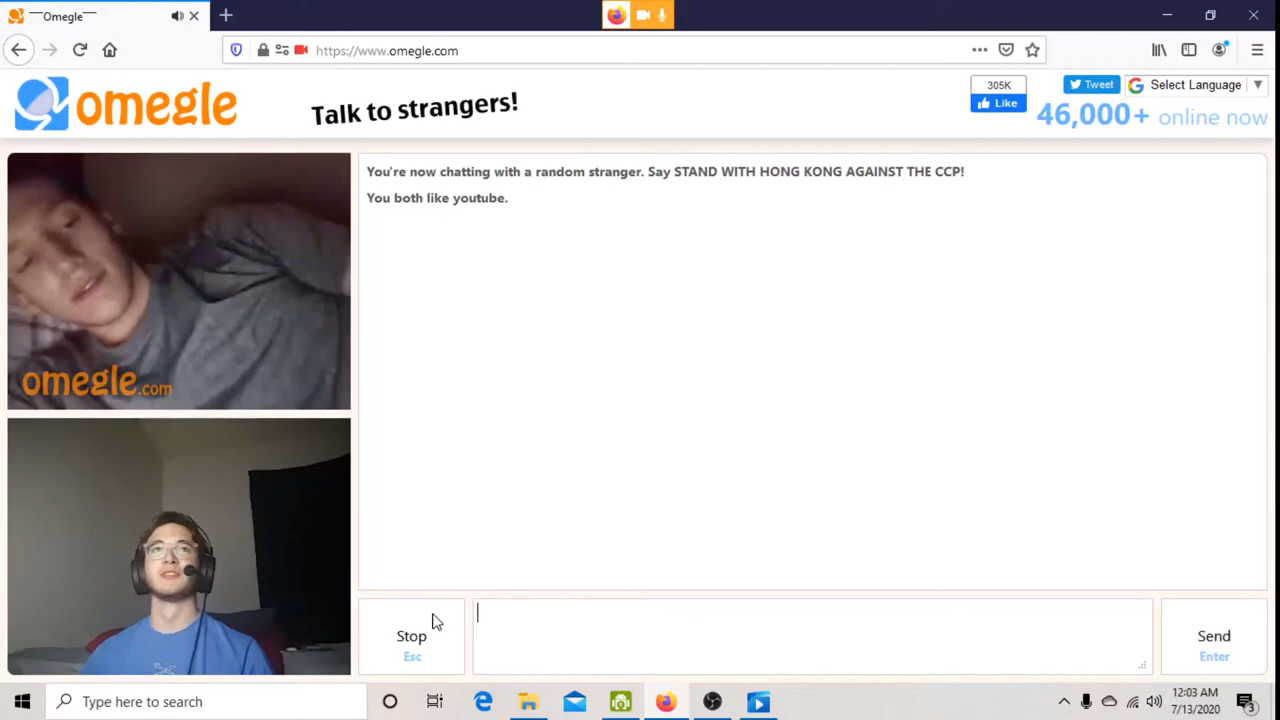 Omegle
https://www.omegle.com
omegle
Talk to strangers!
305K
Like
Tweet
Select Language
46,000+ online now
You're now chatting with a random stranger. Say STAND WITH HONG KONG AGAINST THE CCP!
You both like youtube.
omegle.com
Stop
Esc
Send
Enter
Type here to search
12:03 AM
7/13/2020
3